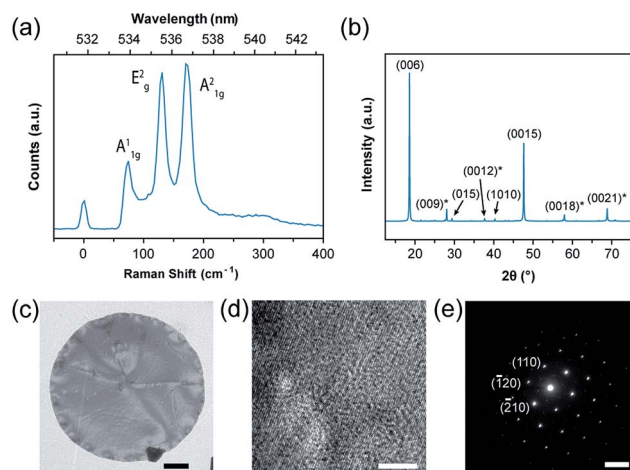 (a)
Wavelength (nm)
532 534 536 538 540 542
Counts (a.u.)
A¹₁g
E²g
A²₁g
0 100 200 300 400
Raman Shift (cm⁻¹)
(b)
Intensity (a.u.)
(006)
(009)*
(015)
(0012)*
(1010)
(0015)
(0018)*
(0021)*
20 30 40 50 60 70
2θ (°)
(c)
(d)
(e)
(110)
(1̅20)
(2̅10)